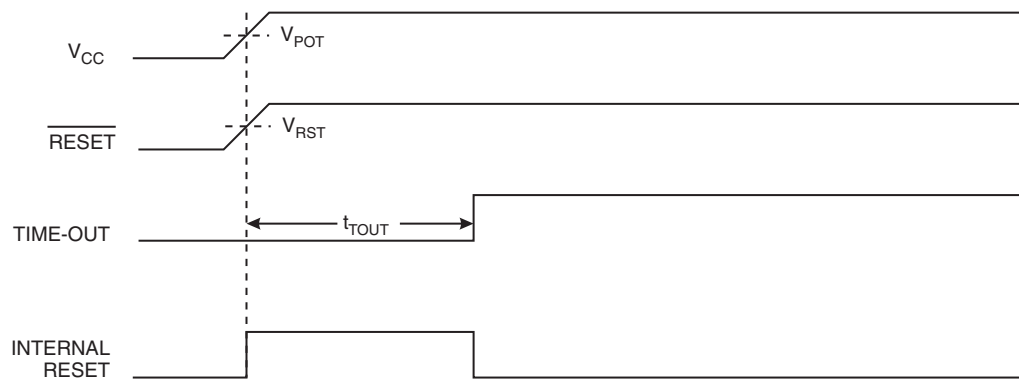 V_CC
V_POT
RESET
V_RST
TIME-OUT
t_TOUT
INTERNAL
RESET